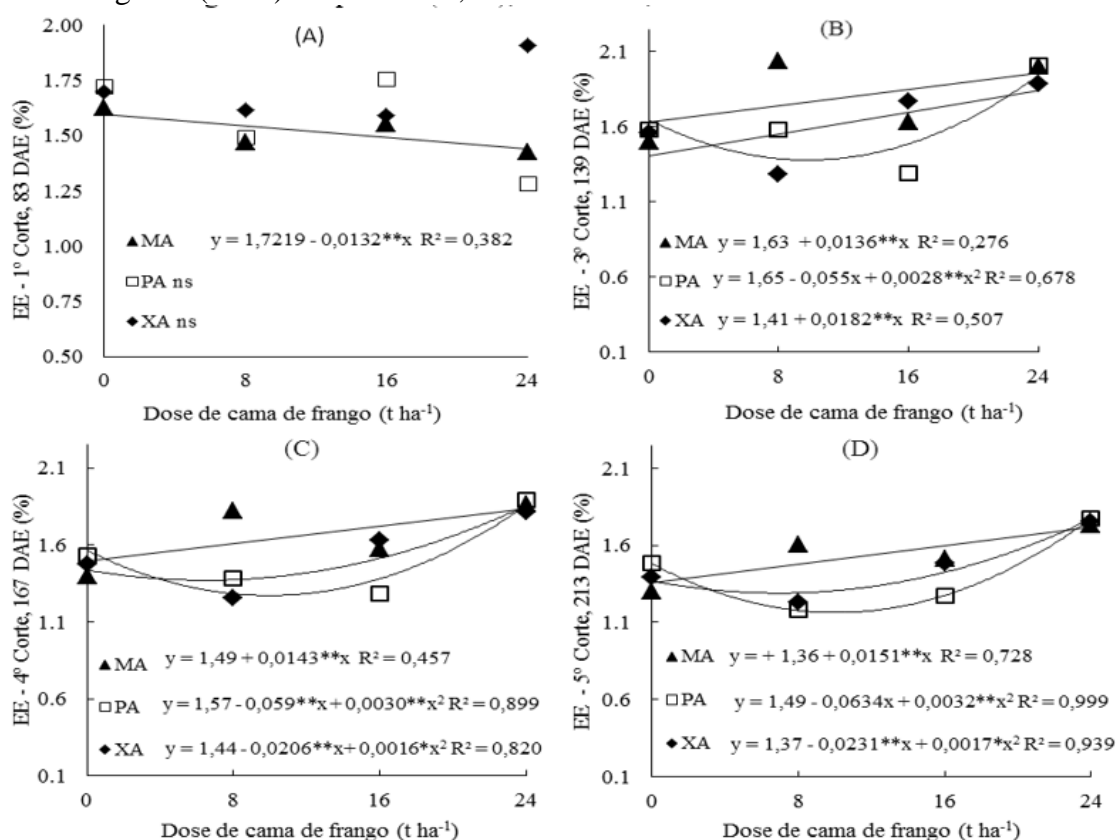 (A)
2.00
1.75
1.50
1.25
1.00
0.75
0.50
EE - 1º Corte, 83 DAE (%)
MA y = 1,7219 - 0,0132**x R² = 0,382
PA ns
XA ns
0 8 16 24
Dose de cama de frango (t ha⁻¹)
(B)
2.1
1.6
1.1
0.6
0.1
EE - 3º Corte, 139 DAE (%)
MA y = 1,63 + 0,0136**x R² = 0,276
PA y = 1,65 - 0,055x + 0,0028**x² R² = 0,678
XA y = 1,41 + 0,0182**x R² = 0,507
0 8 16 24
Dose de cama de frango (t ha⁻¹)
(C)
2.1
1.6
1.1
0.6
0.1
EE - 4º Corte, 167 DAE (%)
MA y = 1,49 + 0,0143**x R² = 0,457
PA y = 1,57 - 0,059**x + 0,0030**x² R² = 0,899
XA y = 1,44 - 0,0206**x + 0,0016*x² R² = 0,820
0 8 16 24
Dose de cama de frango (t ha⁻¹)
(D)
2.1
1.6
1.1
0.6
0.1
EE - 5º Corte, 213 DAE (%)
MA y = + 1,36 + 0,0151**x R² = 0,728
PA y = 1,49 - 0,0634x + 0,0032**x² R² = 0,999
XA y = 1,37 - 0,0231**x + 0,0017*x² R² = 0,939
0 8 16 24
Dose de cama de frango (t ha⁻¹)